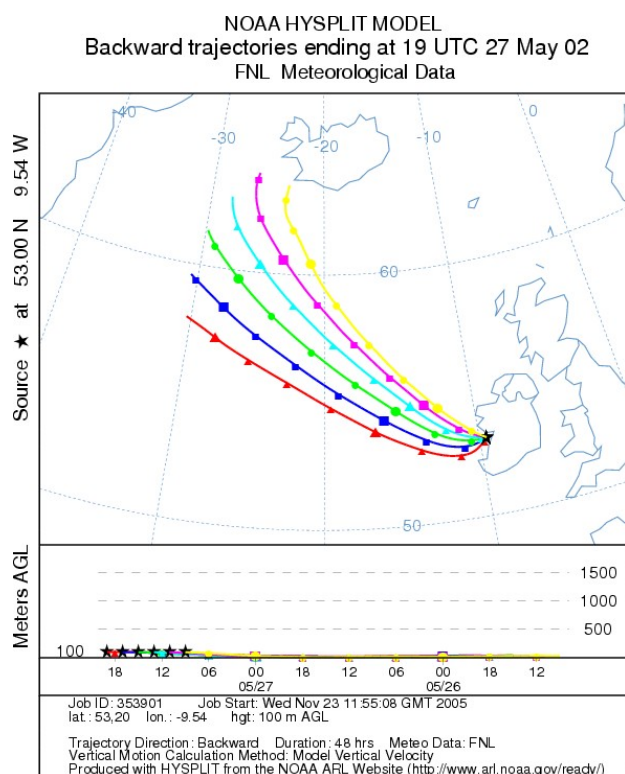 NOAA HYSPLIT MODEL
Backward trajectories ending at 19 UTC 27 May 02
FNL Meteorological Data
Source ★ at 53.00 N 9.54 W
-40
-30
-20
-10
0
60
50
Meters AGL
1500
1000
500
100
18 12 06 00 18 12 06 00 18 12
05/27 05/26
Job ID: 353901 Job Start: Wed Nov 23 11:55:08 GMT 2005
lat.: 53,20 lon.: -9.54 hgt: 100 m AGL
Trajectory Direction: Backward Duration: 48 hrs Meteo Data: FNL
Vertical Motion Calculation Method: Model Vertical Velocity
Produced with HYSPLIT from the NOAA ARL Website (http://www.arl.noaa.gov/ready/)